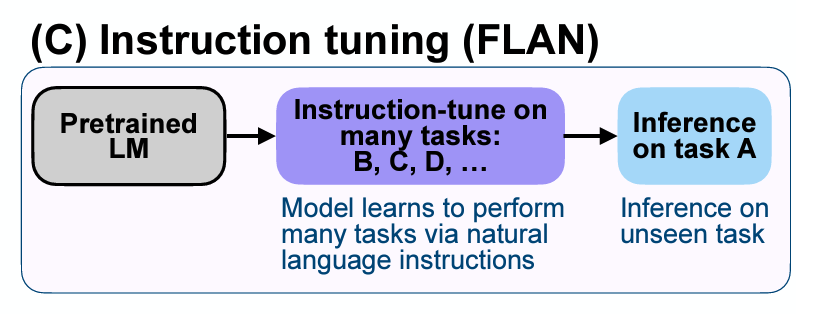 (C) Instruction tuning (FLAN)
Pretrained
LM
Instruction-tune on
many tasks:
B, C, D, …
Inference
on task A
Model learns to perform
many tasks via natural
language instructions
Inference on
unseen task